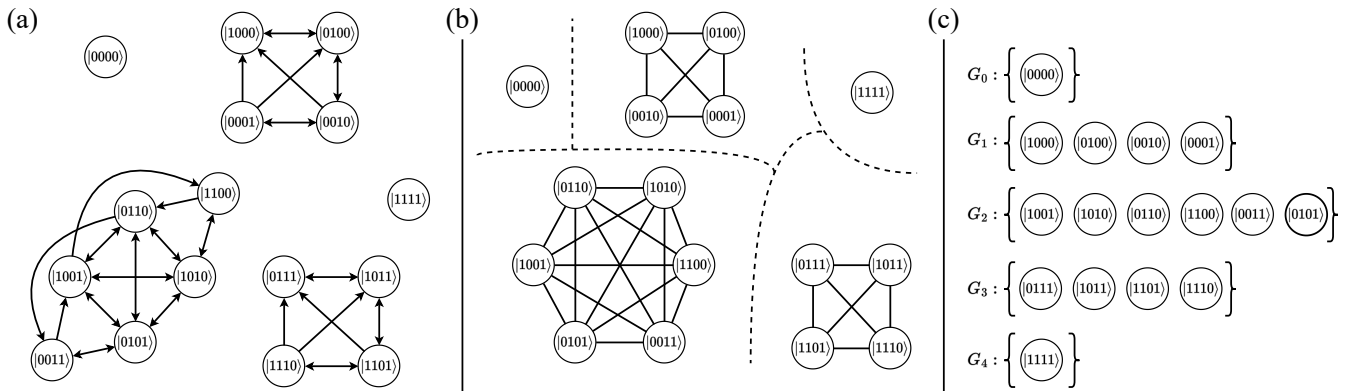 (a)
|0000⟩
|1000⟩ |0100⟩
|0001⟩ |0010⟩
|1100⟩
|0110⟩
|1111⟩
|1001⟩ |1010⟩
|0101⟩
|0011⟩
|0111⟩ |1011⟩
|1110⟩ |1101⟩
(b)
|0000⟩
|1000⟩ |0100⟩
|0010⟩ |0001⟩
|1111⟩
|0110⟩ |1010⟩
|1001⟩ |1100⟩
|0101⟩ |0011⟩
|0111⟩ |1011⟩
|1101⟩ |1110⟩
(c)
G₀ : { |0000⟩ }
G₁ : { |1000⟩ |0100⟩ |0010⟩ |0001⟩ }
G₂ : { |1001⟩ |1010⟩ |0110⟩ |1100⟩ |0011⟩ |0101⟩ }
G₃ : { |0111⟩ |1011⟩ |1101⟩ |1110⟩ }
G₄ : { |1111⟩ }